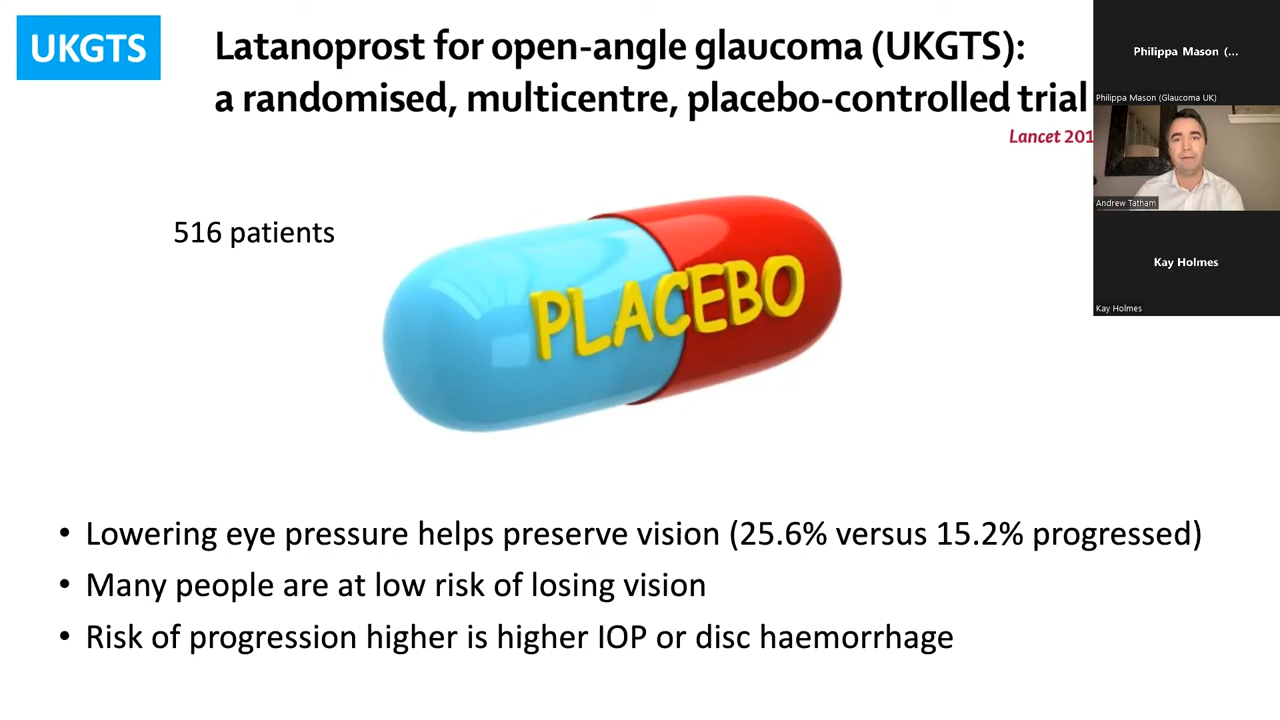 UKGTS
Latanoprost for open-angle glaucoma (UKGTS):
a randomised, multicentre, placebo-controlled trial
Lancet 201
516 patients
PLACEBO
• Lowering eye pressure helps preserve vision (25.6% versus 15.2% progressed)
• Many people are at low risk of losing vision
• Risk of progression higher is higher IOP or disc haemorrhage
Philippa Mason (...
Philippa Mason (Glaucoma UK)
Andrew Tatham
Kay Holmes
Kay Holmes